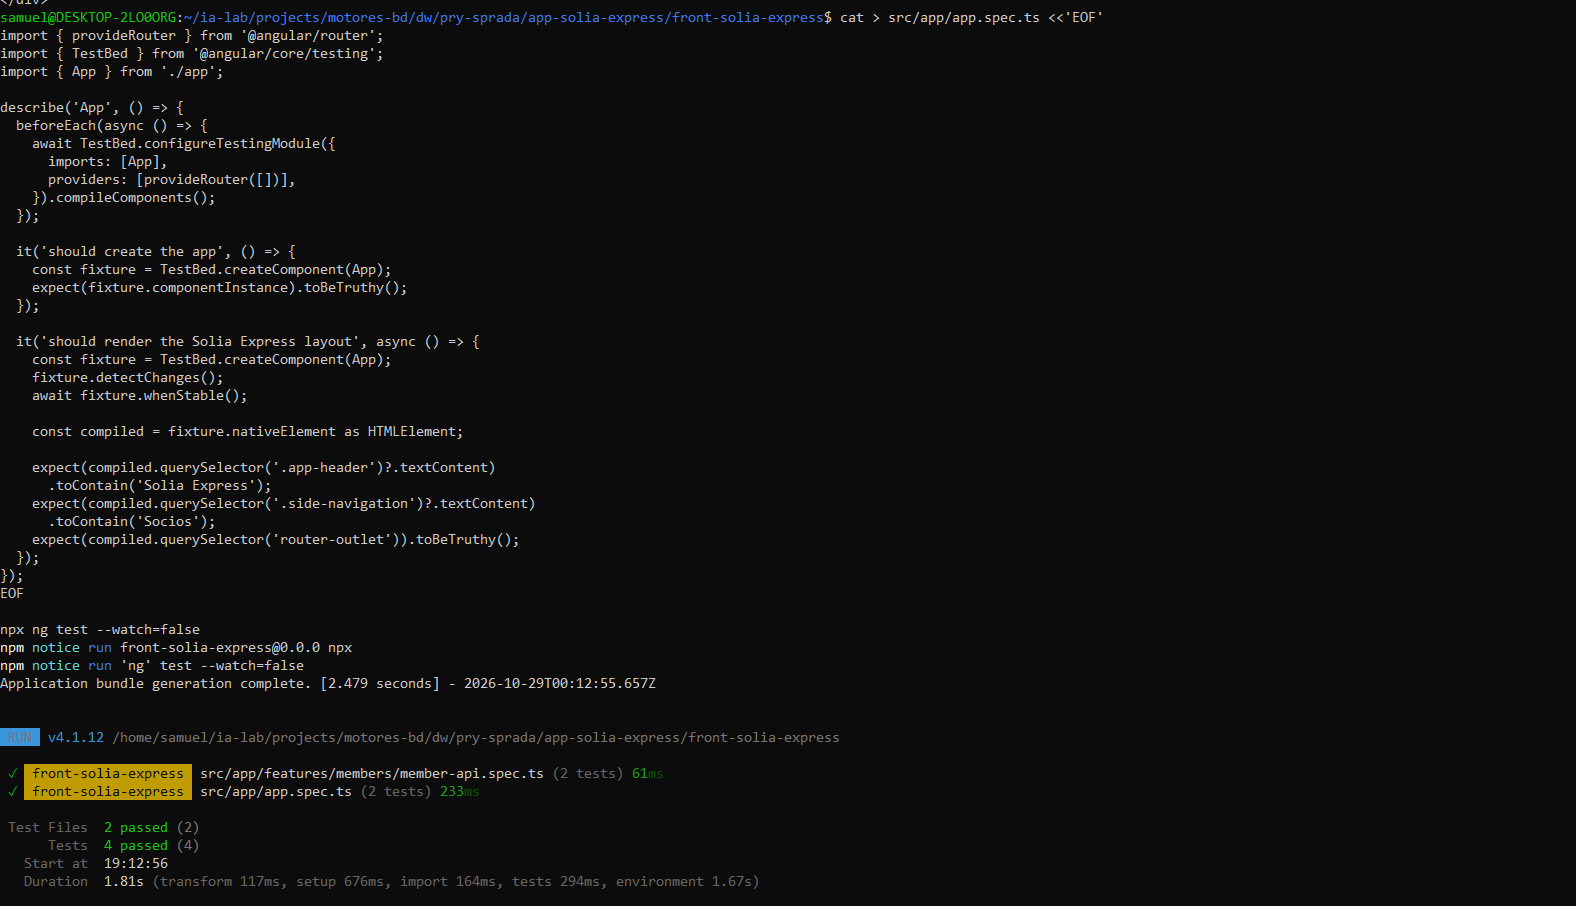 </div>
samuel@DESKTOP-2LO0ORG:~/ia-lab/projects/motores-bd/dw/pry-sprada/app-solia-express/front-solia-express$ cat > src/app/app.spec.ts <<'EOF'
import { provideRouter } from '@angular/router';
import { TestBed } from '@angular/core/testing';
import { App } from './app';

describe('App', () => {
  beforeEach(async () => {
    await TestBed.configureTestingModule({
      imports: [App],
      providers: [provideRouter([])],
    }).compileComponents();
  });

  it('should create the app', () => {
    const fixture = TestBed.createComponent(App);
    expect(fixture.componentInstance).toBeTruthy();
  });

  it('should render the Solia Express layout', async () => {
    const fixture = TestBed.createComponent(App);
    fixture.detectChanges();
    await fixture.whenStable();

    const compiled = fixture.nativeElement as HTMLElement;

    expect(compiled.querySelector('.app-header')?.textContent)
      .toContain('Solia Express');
    expect(compiled.querySelector('.side-navigation')?.textContent)
      .toContain('Socios');
    expect(compiled.querySelector('router-outlet')).toBeTruthy();
  });
});
EOF

npx ng test --watch=false
npm notice run front-solia-express@0.0.0 npx
npm notice run 'ng' test --watch=false
Application bundle generation complete. [2.479 seconds] - 2026-10-29T00:12:55.657Z

RUN  v4.1.12 /home/samuel/ia-lab/projects/motores-bd/dw/pry-sprada/app-solia-express/front-solia-express

✓ front-solia-express src/app/features/members/member-api.spec.ts (2 tests) 61ms
✓ front-solia-express src/app/app.spec.ts (2 tests) 233ms

Test Files  2 passed (2)
Tests  4 passed (4)
Start at  19:12:56
Duration  1.81s (transform 117ms, setup 676ms, import 164ms, tests 294ms, environment 1.67s)